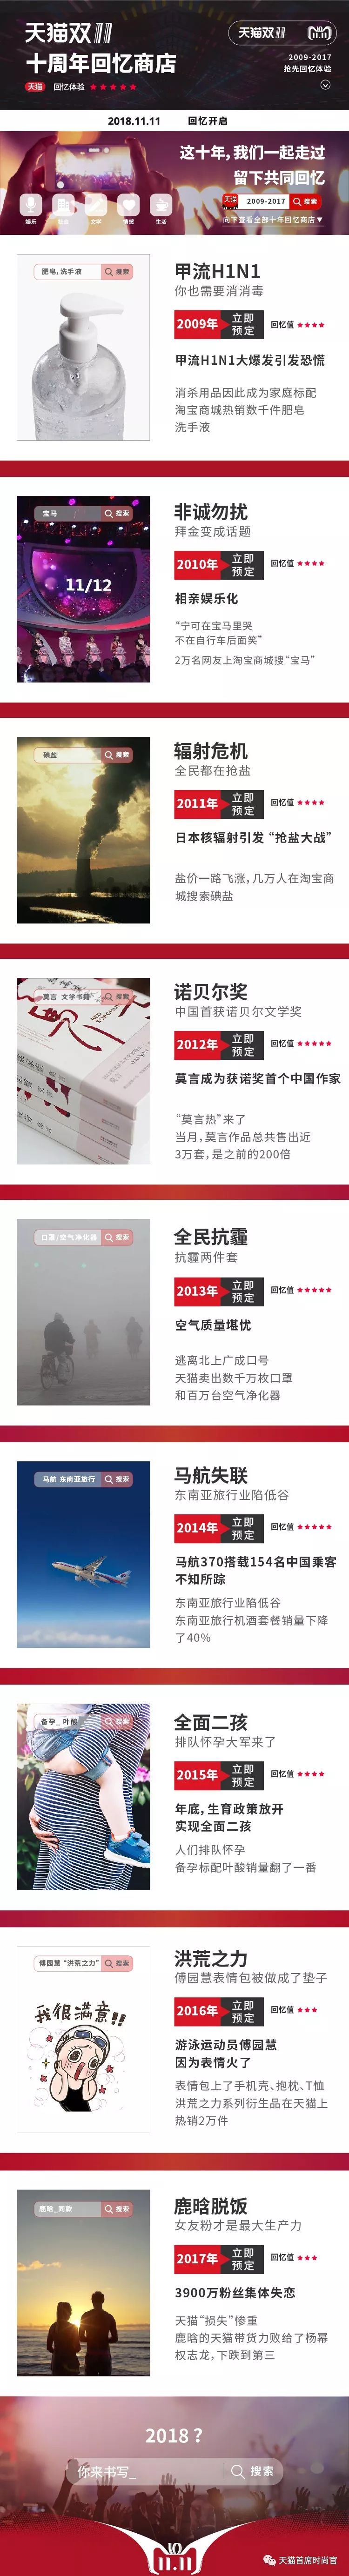 天猫双11
天猫双11
10
11.11
十周年回忆商店
2009-2017
抢先回忆体验
天猫 回忆体验 ★★★★★
2018.11.11 回忆开启
这十年，我们一起走过
留下共同回忆
天猫 2009-2017 搜索
娱乐 文学 情感 生活
向下查看全部十年回忆商店▼
肥皂,洗手液 搜索
甲流H1N1
你也需要消消毒
2009年 立即预定 回忆值 ★★★★
甲流H1N1大爆发引发恐慌
消杀用品因此成为家庭标配
淘宝商城热销数千件肥皂
洗手液
宝马 搜索
11/12
非诚勿扰
拜金变成话题
2010年 立即预定 回忆值 ★★★★
相亲娱乐化
“宁可在宝马里哭
不在自行车后面笑”
2万名网友上淘宝商城搜“宝马”
碘盐 搜索
辐射危机
全民都在抢盐
2011年 立即预定 回忆值 ★★★★
日本核辐射引发 “抢盐大战”
盐价一路飞涨，几万人在淘宝商
城搜索碘盐
莫言 文学书籍 搜索
诺贝尔奖
中国首获诺贝尔文学奖
2012年 立即预定 回忆值 ★★★★★
莫言成为获诺奖首个中国作家
“莫言热”来了
当月，莫言作品总共售出近
3万套，是之前的200倍
口罩/空气净化器 搜索
全民抗霾
抗霾两件套
2013年 立即预定 回忆值 ★★★★★
空气质量堪忧
逃离北上广成口号
天猫卖出数千万枚口罩
和百万台空气净化器
马航 东南亚旅行 搜索
马航失联
东南亚旅行业陷低谷
2014年 立即预定 回忆值 ★★★★★
马航370搭载154名中国乘客
不知所踪
东南亚旅行业陷低谷
东南亚旅行机酒套餐销量下降
了40%
备孕_ 叶酸 搜索
全面二孩
排队怀孕大军来了
2015年 立即预定 回忆值 ★★★★
年底，生育政策放开
实现全面二孩
人们排队怀孕
备孕标配叶酸销量翻了一番
傅园慧 “洪荒之力” 搜索
我很满意!!
洪荒之力
傅园慧表情包被做成了垫子
2016年 立即预定 回忆值 ★★★
游泳运动员傅园慧
因为表情火了
表情包上了手机壳、抱枕、T恤
洪荒之力系列衍生品在天猫上
热销2万件
鹿晗_同款 搜索
鹿晗脱饭
女友粉才是最大生产力
2017年 立即预定 回忆值 ★★★
3900万粉丝集体失恋
天猫“损失”惨重
鹿晗的天猫带货力败给了杨幂
权志龙，下跌到第三
2018 ?
你来书写_ 搜索
10
11.11
天猫首席时尚官